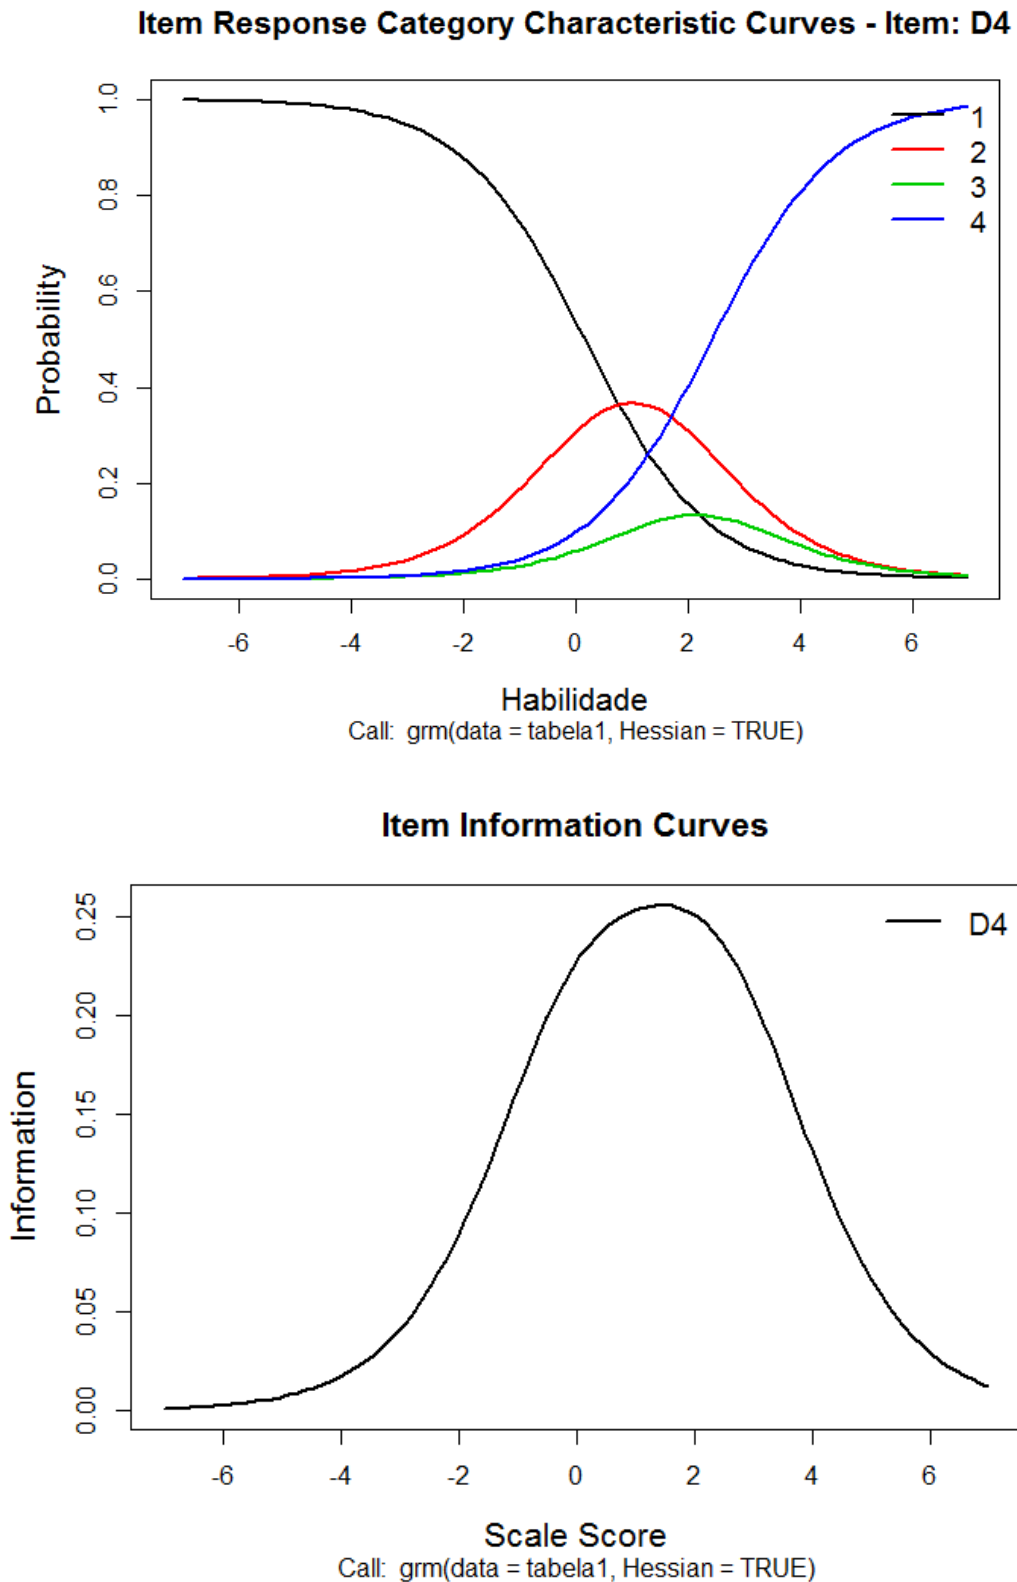 Item Response Category Characteristic Curves - Item: D4
1.0
0.8
0.6
0.4
0.2
0.0
Probability
1
2
3
4
-6 -4 -2 0 2 4 6
Habilidade
Call: grm(data = tabela1, Hessian = TRUE)
Item Information Curves
0.25
0.20
0.15
0.10
0.05
0.00
Information
D4
-6 -4 -2 0 2 4 6
Scale Score
Call: grm(data = tabela1, Hessian = TRUE)